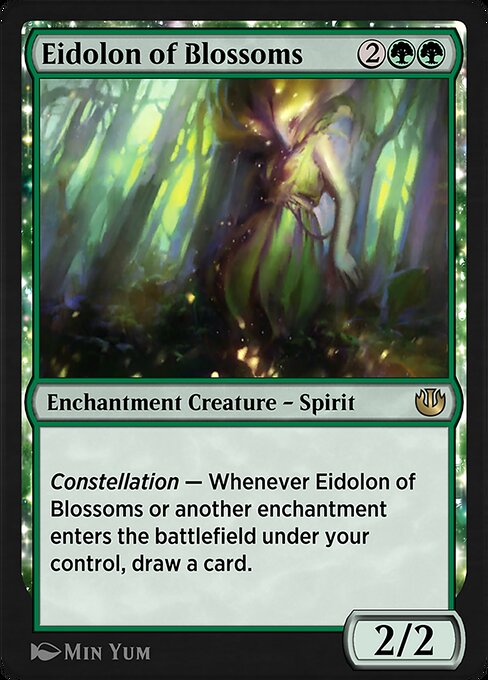 Eidolon of Blossoms 2
Enchantment Creature – Spirit
Constellation — Whenever Eidolon of
Blossoms or another enchantment
enters the battlefield under your
control, draw a card.
2/2
Min Yum